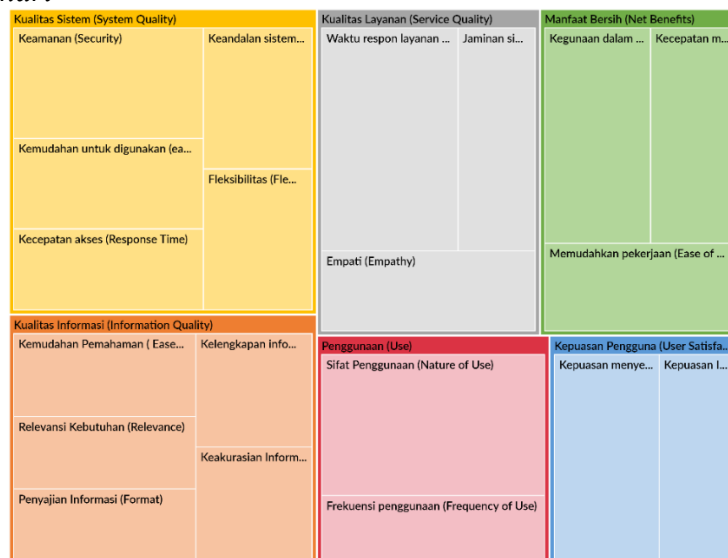 Kualitas Sistem (System Quality)
Keamanan (Security)
Keandalan sistem...
Kemudahan untuk digunakan (ea...
Fleksibilitas (Fle...
Kecepatan akses (Response Time)
Kualitas Layanan (Service Quality)
Waktu respon layanan ...
Jaminan si...
Empati (Empathy)
Manfaat Bersih (Net Benefits)
Kegunaan dalam ...
Kecepatan m...
Memudahkan pekerjaan (Ease of ...
Kualitas Informasi (Information Quality)
Kemudahan Pemahaman ( Ease...
Kelengkapan info...
Relevansi Kebutuhan (Relevance)
Keakurasian Inform...
Penyajian Informasi (Format)
Penggunaan (Use)
Sifat Penggunaan (Nature of Use)
Frekuensi penggunaan (Frequency of Use)
Kepuasan Pengguna (User Satisfa...
Kepuasan menye...
Kepuasan I...